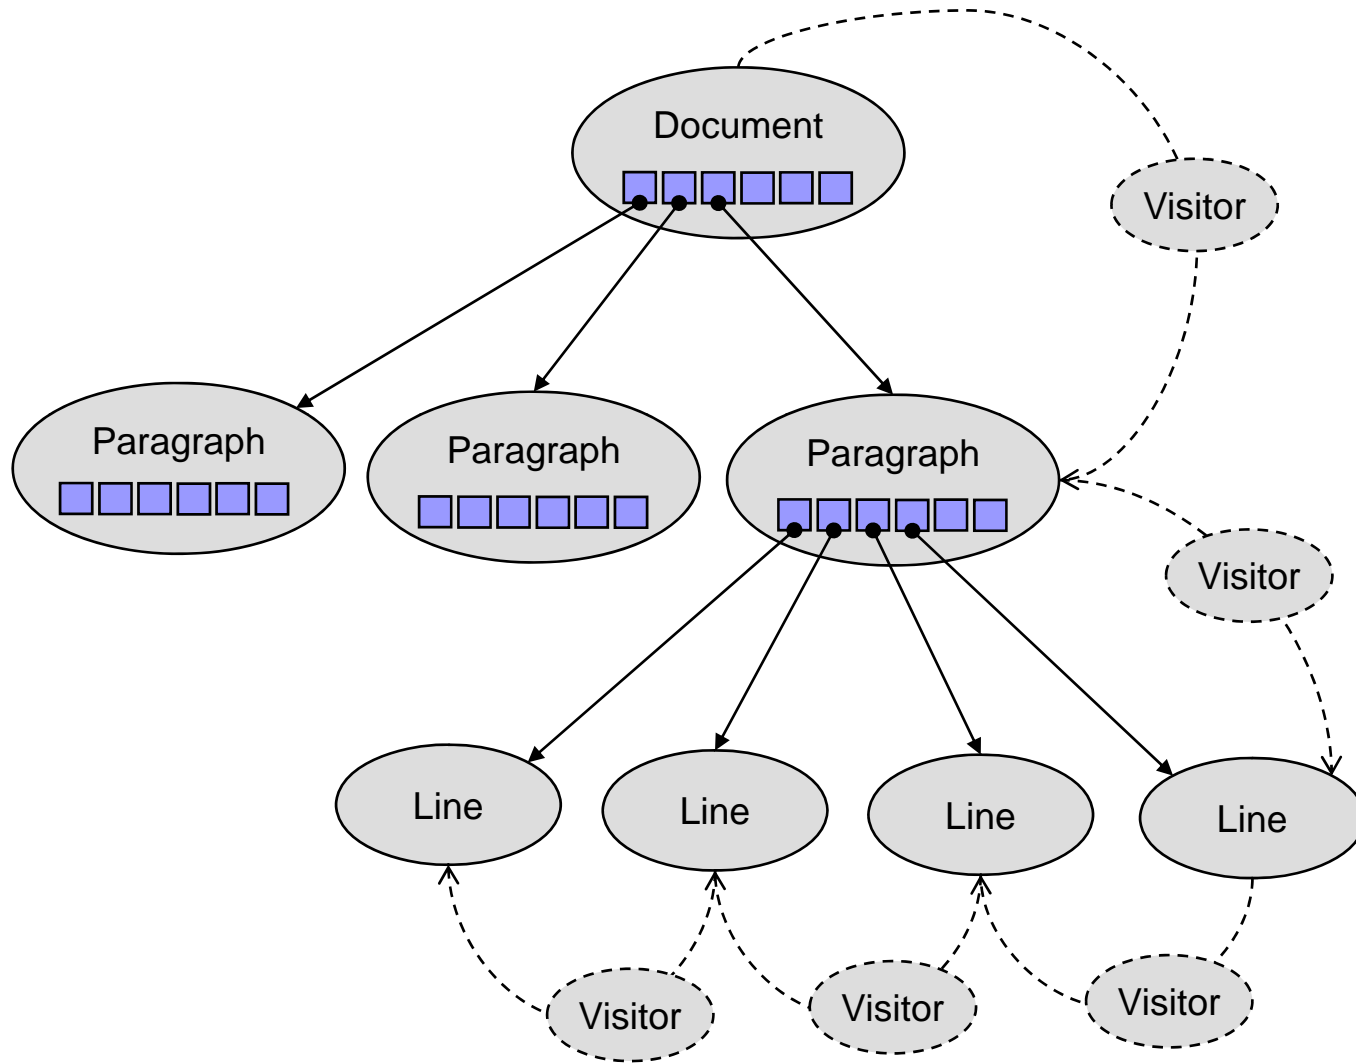 Document
Visitor
Paragraph
Paragraph
Paragraph
Visitor
Line
Line
Line
Line
Visitor
Visitor
Visitor